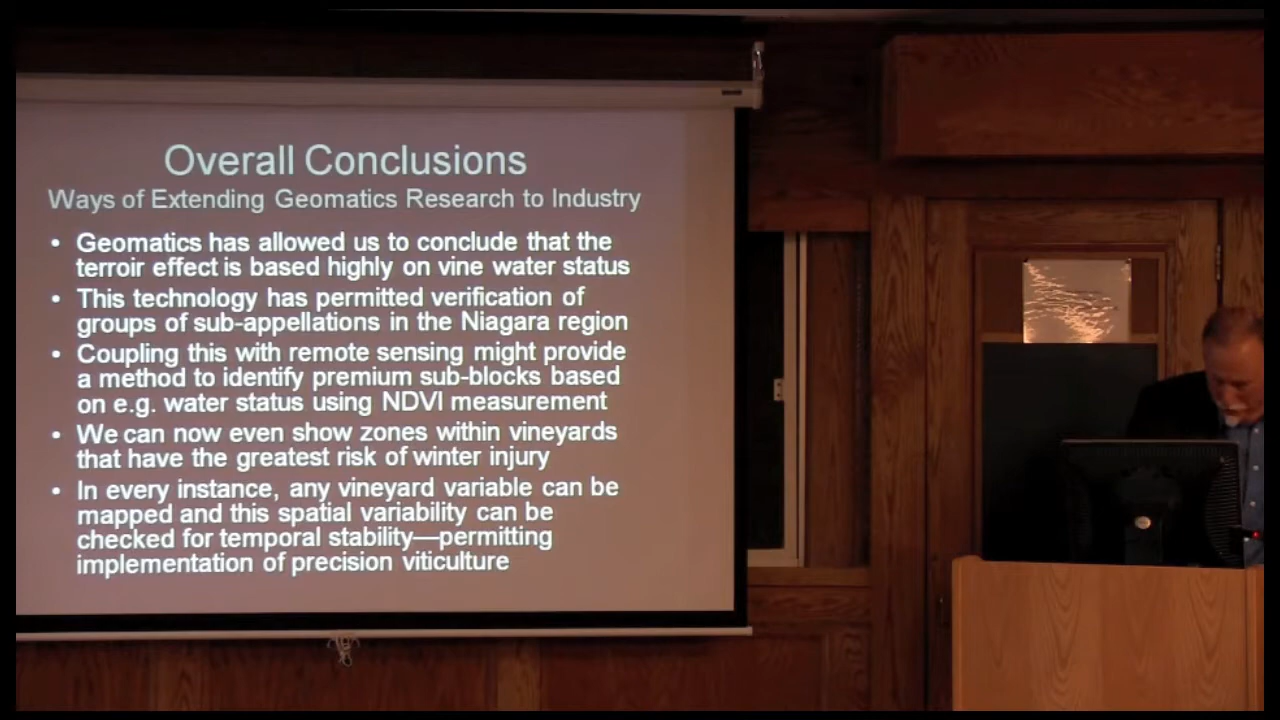 Overall Conclusions
Ways of Extending Geomatics Research to Industry
• Geomatics has allowed us to conclude that the
terroir effect is based highly on vine water status
• This technology has permitted verification of
groups of sub-appellations in the Niagara region
• Coupling this with remote sensing might provide
a method to identify premium sub-blocks based
on e.g. water status using NDVI measurement
• We can now even show zones within vineyards
that have the greatest risk of winter injury
• In every instance, any vineyard variable can be
mapped and this spatial variability can be
checked for temporal stability—permitting
implementation of precision viticulture